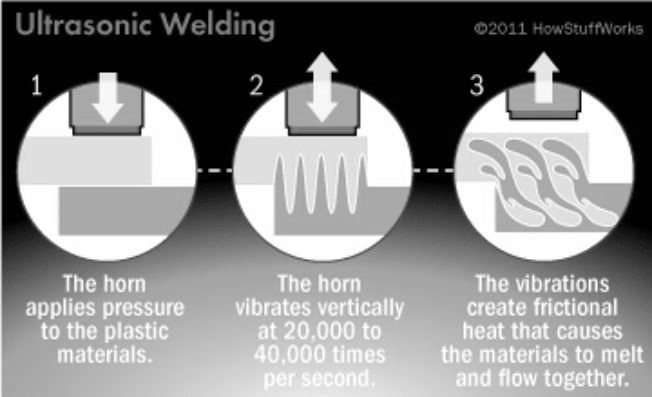 Ultrasonic Welding
©2011 HowStuffWorks
1
2
3
The horn
applies pressure
to the plastic
materials.
The horn
vibrates vertically
at 20,000 to
40,000 times
per second.
The vibrations
create frictional
heat that causes
the materials to melt
and flow together.